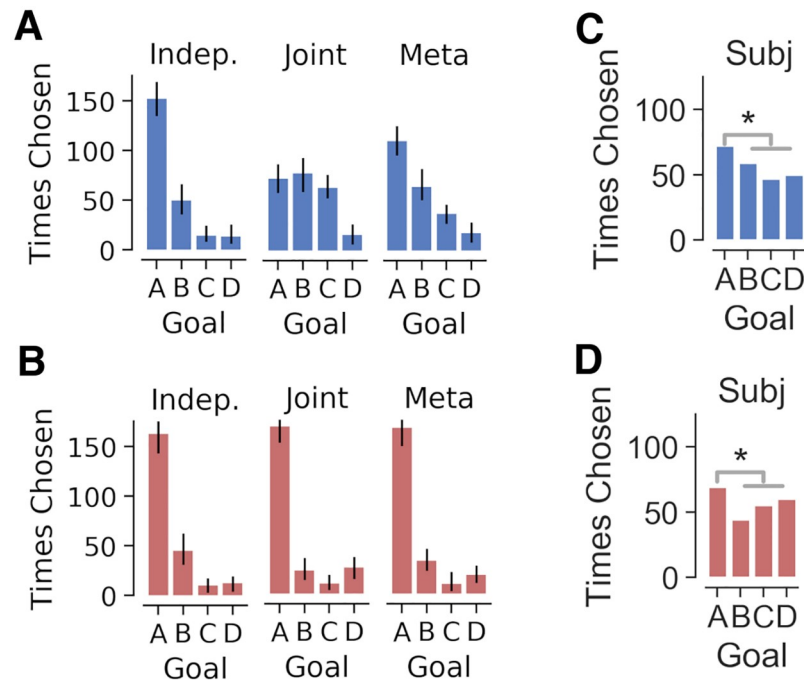 A
Indep. Joint Meta
Times Chosen
150
100
50
0
A B C D A B C D A B C D
Goal Goal Goal
C
Subj
Times Chosen
100
50
0
*
A B C D
Goal
B
Indep. Joint Meta
Times Chosen
150
100
50
0
A B C D A B C D A B C D
Goal Goal Goal
D
Subj
Times Chosen
100
50
0
*
A B C D
Goal